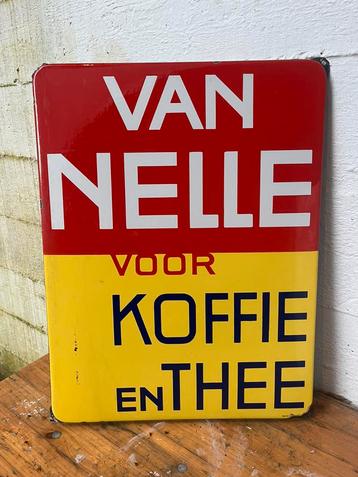 VAN
NELLE
VOOR
KOFFIE
EN THEE